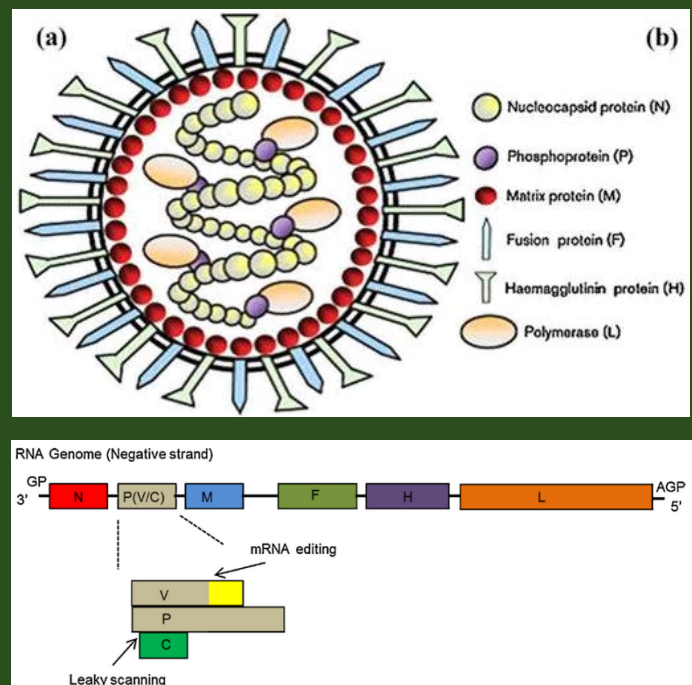 (a)
(b)
Nucleocapsid protein (N)
Phosphoprotein (P)
Matrix protein (M)
Fusion protein (F)
Haemagglutinin protein (H)
Polymerase (L)
RNA Genome (Negative strand)
GP
AGP
3'
N
P(V/C)
M
F
H
L
5'
mRNA editing
V
P
C
Leaky scanning